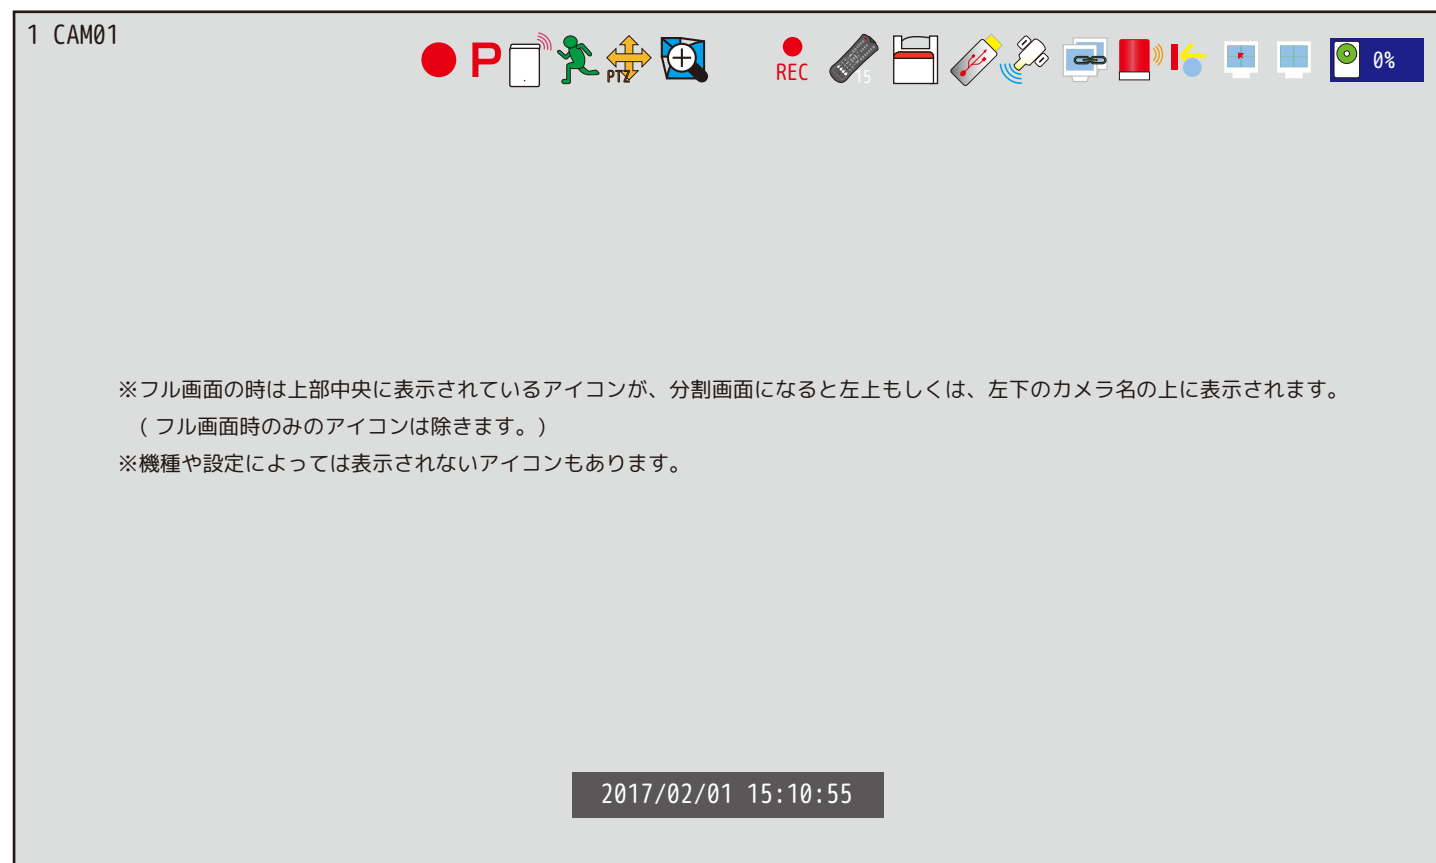 1 CAM01
P
PTZ
REC
15
0%
※フル画面の時は上部中央に表示されているアイコンが、分割画面になると左上もしくは、左下のカメラ名の上に表示されます。
( フル画面時のみのアイコンは除きます。)
※機種や設定によっては表示されないアイコンもあります。
2017/02/01 15:10:55